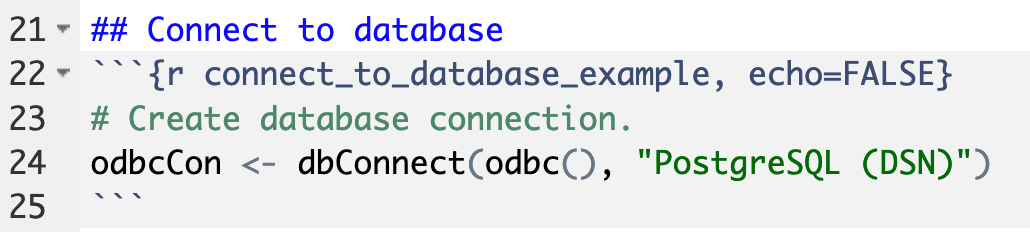 21 ## Connect to database
22 ```{r connect_to_database_example, echo=FALSE}
23 # Create database connection.
24 odbcCon <- dbConnect(odbc(), "PostgreSQL (DSN)")
25 ```